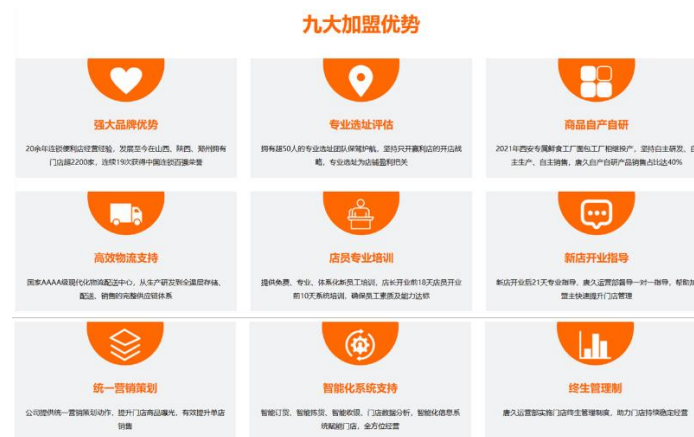 九大加盟优势
强大品牌优势
20余年连锁便利店经营经验，发展至今在山西、陕西、郑州拥有
门店超2200家，连续19次获得中国连锁百强荣誉
专业选址评估
拥有超50人的专业选址团队保驾护航，坚持只开赢利店的开店战
略，专业选址为店铺盈利把关
商品自产自研
2021年西安专属鲜食工厂面包工厂相继投产，坚持自主研发、自
主生产、自主销售，唐久自产自研产品销售占比达40%
高效物流支持
国家AAAA级现代化物流配送中心，从生产研发到全温层存储、
配送、销售的完整供应链体系
店员专业培训
提供免费、专业、体系化新员工培训，店长开业前18天店员开业
前10天系统培训，确保员工素质及能力达标
新店开业指导
新店开业后21天专业指导，唐久运营部督导一对一指导，帮助加
盟主快速提升门店管理
统一营销策划
公司提供统一营销策划动作，提升门店商品曝光，有效提升单店
销售
智能化系统支持
智能订货、智能拣货、智能收银、门店数据分析，智能化信息系
统赋能门店，全方位经营
终生管理制
唐久运营部实施门店终生管理制度，助力门店持续稳定经营